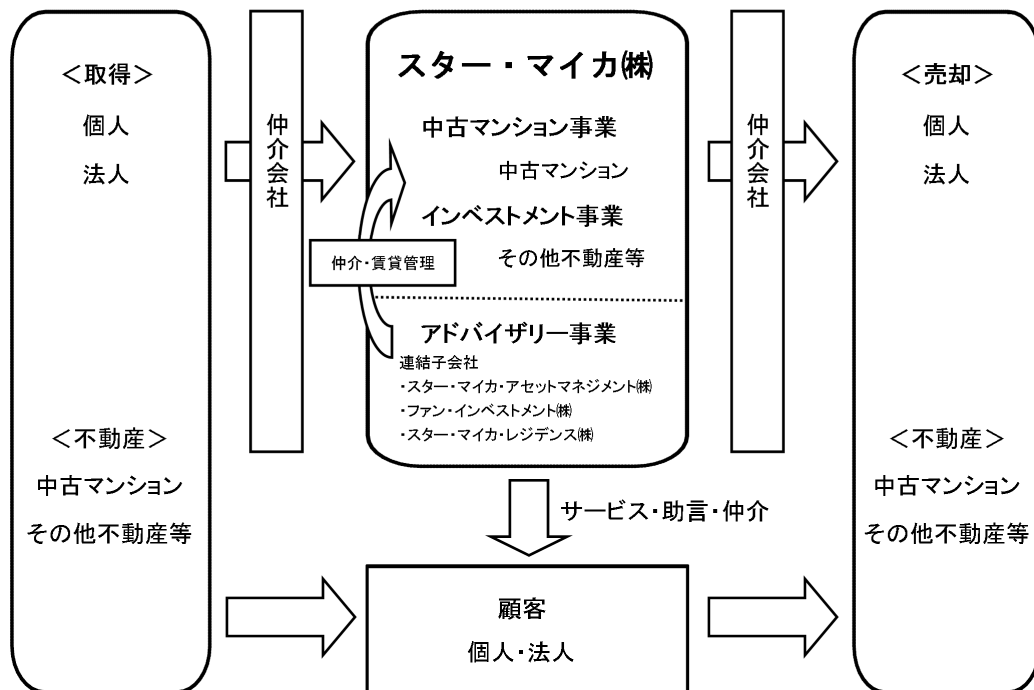 <取得>
個人
法人
<不動産>
中古マンション
その他不動産等
仲介会社
スター・マイカ㈱
中古マンション事業
中古マンション
インベストメント事業
その他不動産等
仲介・賃貸管理
アドバイザリー事業
連結子会社
・スター・マイカ・アセットマネジメント㈱
・ファン・インベストメント㈱
・スター・マイカ・レジデンス㈱
サービス・助言・仲介
顧客
個人・法人
仲介会社
<売却>
個人
法人
<不動産>
中古マンション
その他不動産等